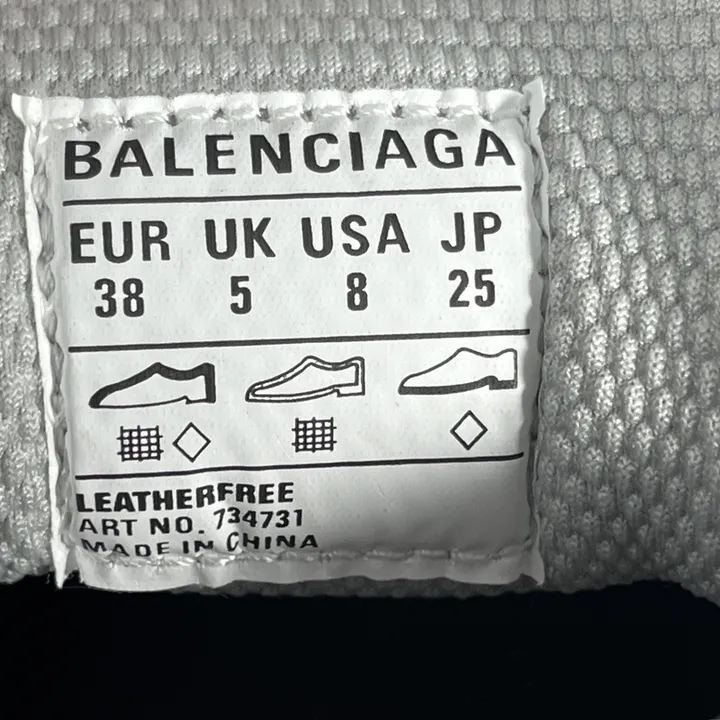 BALENCIAGA
EUR UK USA JP
38 5 8 25
LEATHERFREE
ART NO. 734731
MADE IN CHINA